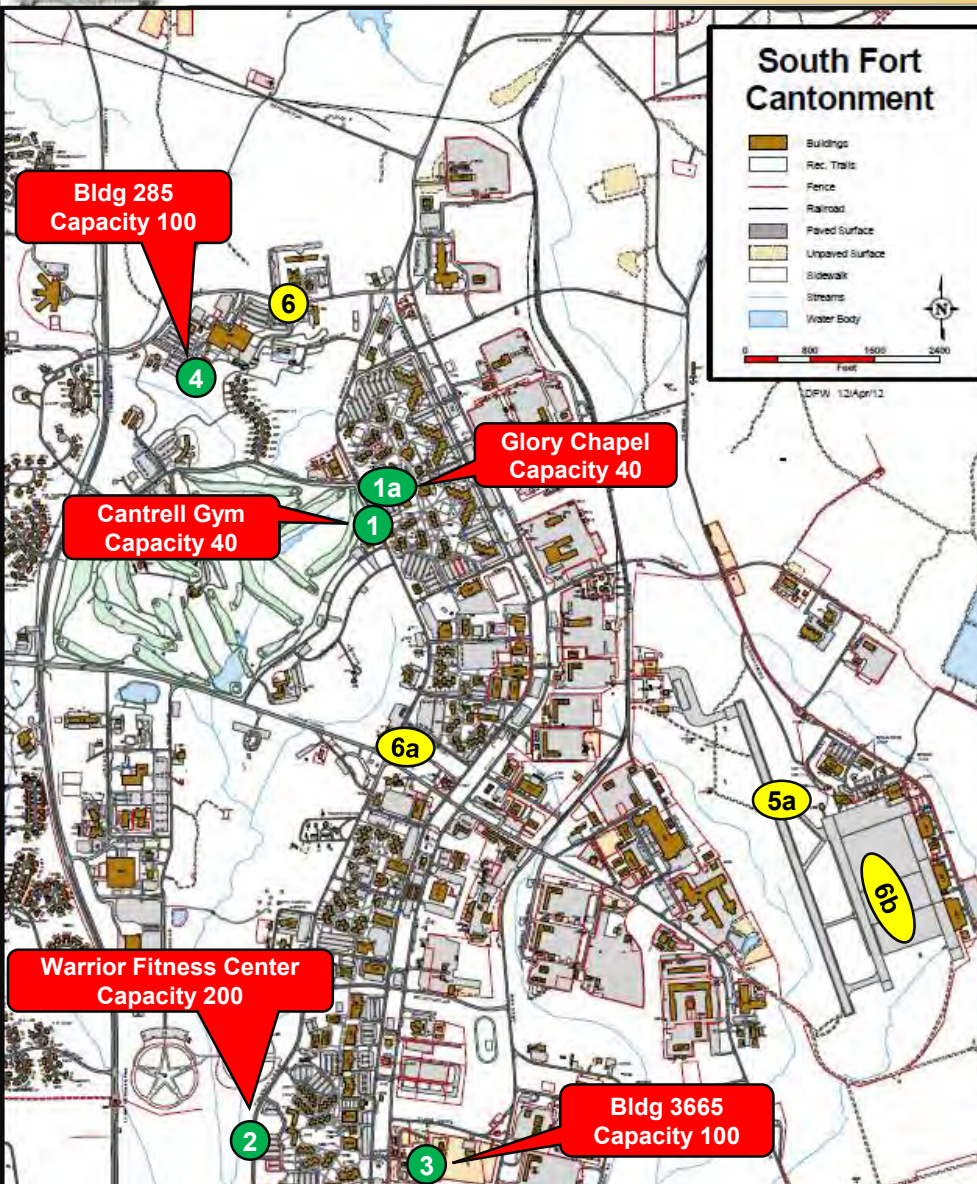 South Fort
Cantonment
Buildings
Rec. Trails
Fence
Railroad
Paved Surface
Unpaved Surface
Sidewalk
Streams
Water Body
N
0 800 1600 2400
Feet
DPW 12/Apr/12
Bldg 285
Capacity 100
6
4
Glory Chapel
Capacity 40
1a
Cantrell Gym
Capacity 40
1
6a
5a
6b
Warrior Fitness Center
Capacity 200
2
Bldg 3665
Capacity 100
3